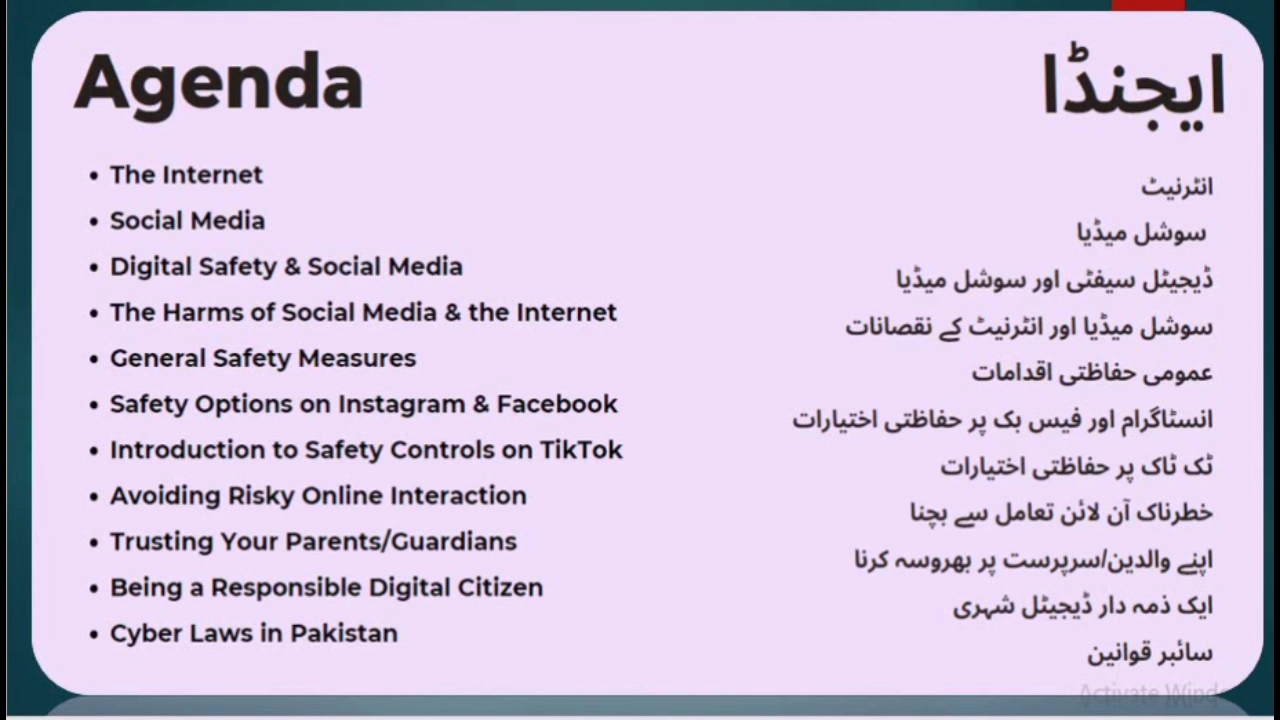 Agenda
• The Internet
• Social Media
• Digital Safety & Social Media
• The Harms of Social Media & the Internet
• General Safety Measures
• Safety Options on Instagram & Facebook
• Introduction to Safety Controls on TikTok
• Avoiding Risky Online Interaction
• Trusting Your Parents/Guardians
• Being a Responsible Digital Citizen
• Cyber Laws in Pakistan
ایجنڈا
انٹرنیٹ
سوشل میڈیا
ڈیجیٹل سیفٹی اور سوشل میڈیا
سوشل میڈیا اور انٹرنیٹ کے نقصانات
عمومی حفاظتی اقدامات
انسٹاگرام اور فیس بک پر حفاظتی اختیارات
ٹک ٹاک پر حفاظتی اختیارات
خطرناک آن لائن تعامل سے بچنا
اپنے والدین/سرپرست پر بھروسہ کرنا
ایک ذمہ دار ڈیجیٹل شہری
سائبر قوانین
Activate